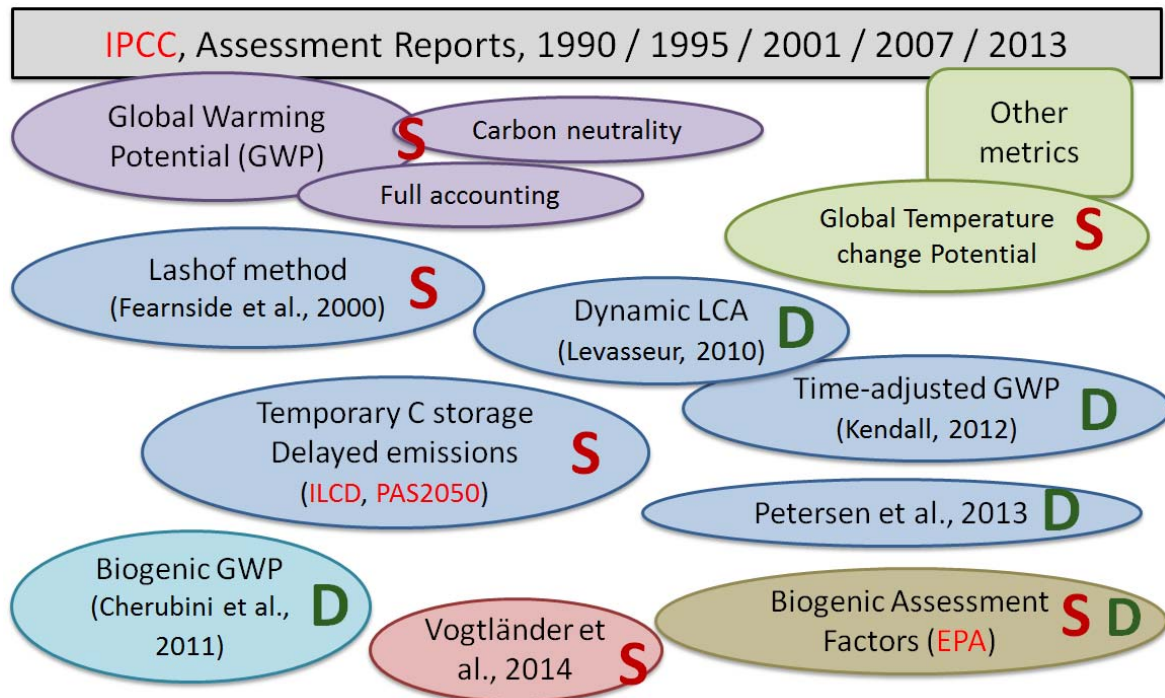 IPCC, Assessment Reports, 1990 / 1995 / 2001 / 2007 / 2013
Global Warming
Potential (GWP)
S
Carbon neutrality
Full accounting
Other
metrics
Global Temperature
change Potential
S
Lashof method
(Fearnside et al., 2000)
S
Dynamic LCA
(Levasseur, 2010)
D
Time-adjusted GWP
(Kendall, 2012)
D
Temporary C storage
Delayed emissions
(ILCD, PAS2050)
S
Petersen et al., 2013
D
Biogenic GWP
(Cherubini et al.,
2011)
D
Vogtländer et
al., 2014
S
Biogenic Assessment
Factors (EPA)
S D